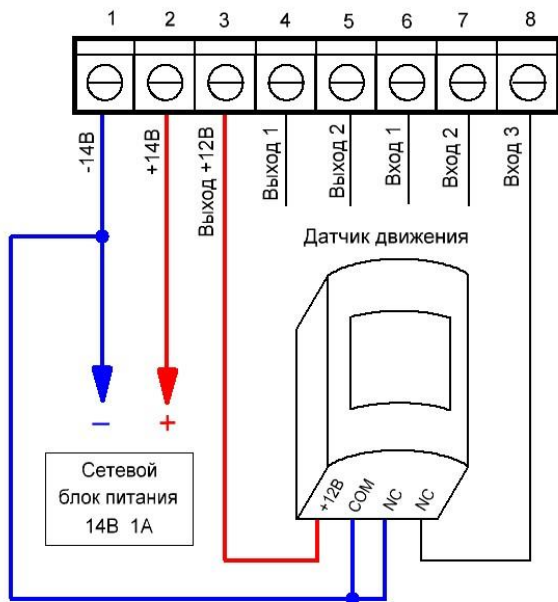 1 2 3 4 5 6 7 8
-14В
+14В
Выход +12В
Выход 1
Выход 2
Вход 1
Вход 2
Вход 3
Датчик движения
+12В
COM
NC
NC
– +
Сетевой
блок питания
14В 1А